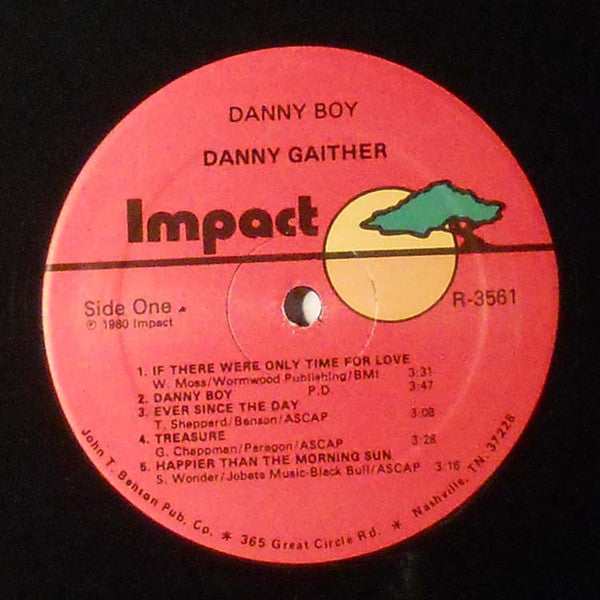 DANNY BOY
DANNY GAITHER
Impact
Side One
℗ 1980 Impact
R-3561
1. IF THERE WERE ONLY TIME FOR LOVE
W. Moss/Wormwood Publishing/BMI 3:31
2. DANNY BOY P.D 3:47
3. EVER SINCE THE DAY
T. Sheppard/Benson/ASCAP 3:08
4. TREASURE
G. Chappman/Paragon/ASCAP 3:28
5. HAPPIER THAN THE MORNING SUN
S. Wonder/Jobete Music-Black Bull/ASCAP 3:16
John T. Benson Pub. Co. * 365 Great Circle Rd. * Nashville, TN. 37228